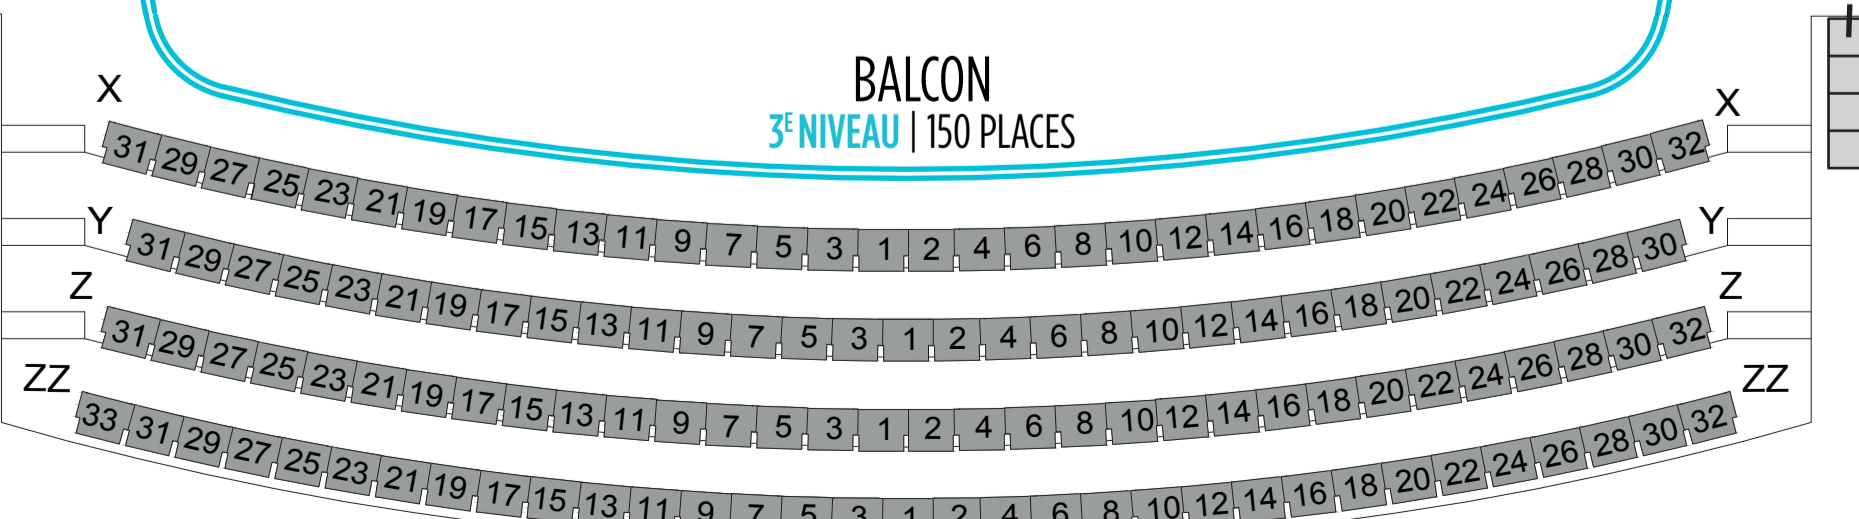 BALCON
3E NIVEAU | 150 PLACES
X X
31 29 27 25 23 21 19 17 15 13 11 9 7 5 3 1 2 4 6 8 10 12 14 16 18 20 22 24 26 28 30 32
Y Y
31 29 27 25 23 21 19 17 15 13 11 9 7 5 3 1 2 4 6 8 10 12 14 16 18 20 22 24 26 28 30
Z Z
31 29 27 25 23 21 19 17 15 13 11 9 7 5 3 1 2 4 6 8 10 12 14 16 18 20 22 24 26 28 30 32
ZZ ZZ
33 31 29 27 25 23 21 19 17 15 13 11 9 7 5 3 1 2 4 6 8 10 12 14 16 18 20 22 24 26 28 30 32